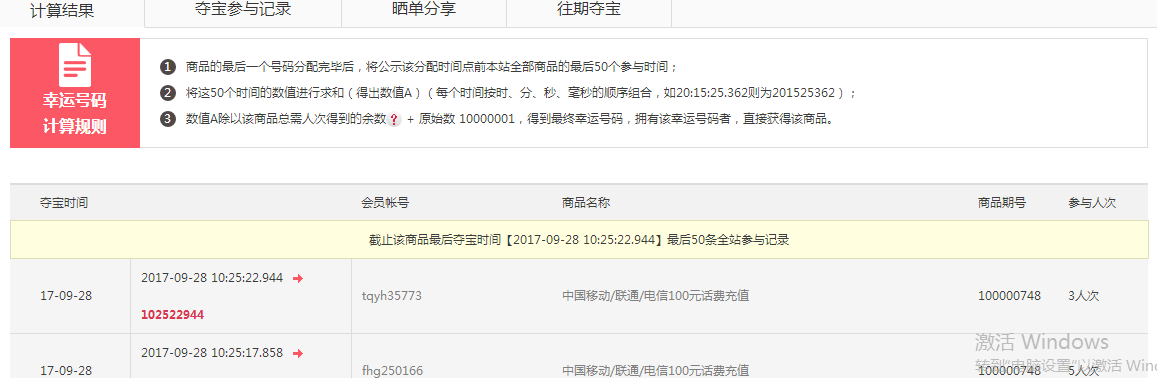 计算结果 夺宝参与记录 晒单分享 往期夺宝
幸运号码
计算规则
1 商品的最后一个号码分配完毕后，将公示该分配时间点前本站全部商品的最后50个参与时间；
2 将这50个时间的数值进行求和（得出数值A）（每个时间按时、分、秒、毫秒的顺序组合，如20:15:25.362则为201525362）；
3 数值A除以该商品总需人次得到的余数? + 原始数 10000001，得到最终幸运号码，拥有该幸运号码者，直接获得该商品。
夺宝时间 会员帐号 商品名称 商品期号 参与人次
截止该商品最后夺宝时间【2017-09-28 10:25:22.944】最后50条全站参与记录
17-09-28 2017-09-28 10:25:22.944 tqyh35773 中国移动/联通/电信100元话费充值 100000748 3人次
102522944
17-09-28 2017-09-28 10:25:17.858 fhg250166 中国移动/联通/电信100元话费充值 100000748 5人次
激活 Windows
转到“电脑设置”以激活 Win